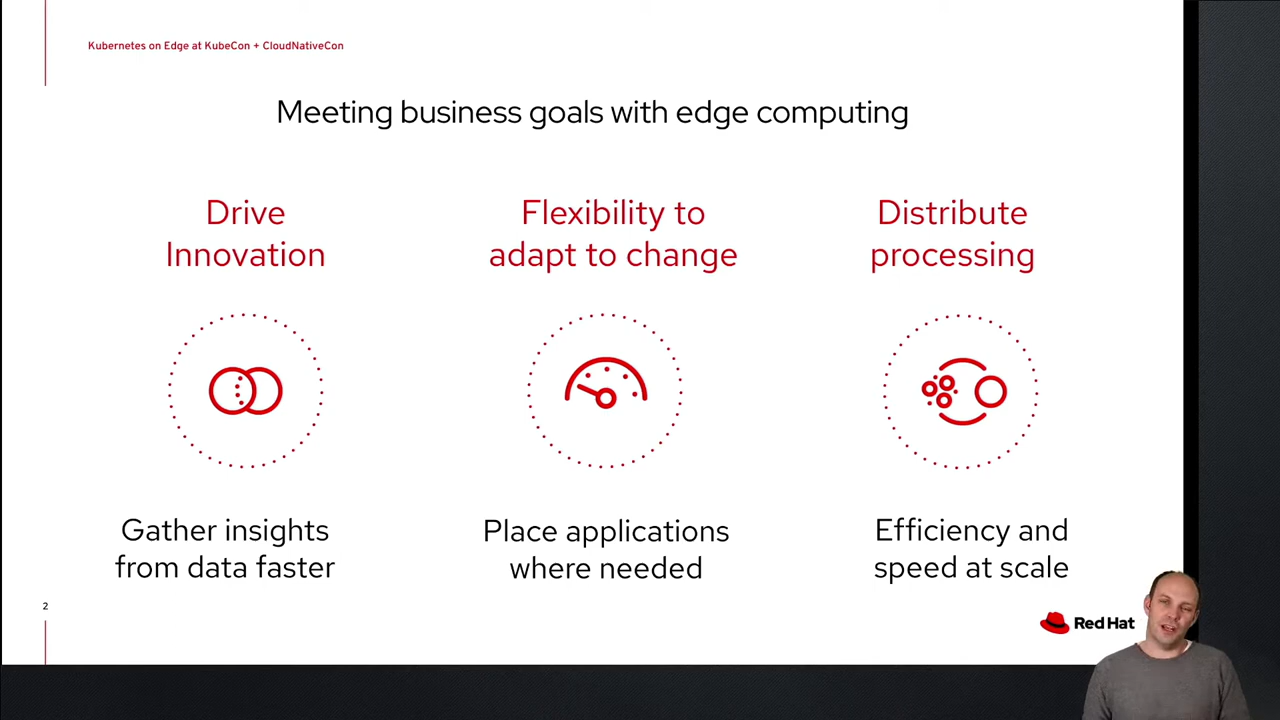 Kubernetes on Edge at KubeCon + CloudNativeCon
Meeting business goals with edge computing
Drive
Innovation
Flexibility to
adapt to change
Distribute
processing
Gather insights
from data faster
Place applications
where needed
Efficiency and
speed at scale
2
Red Hat